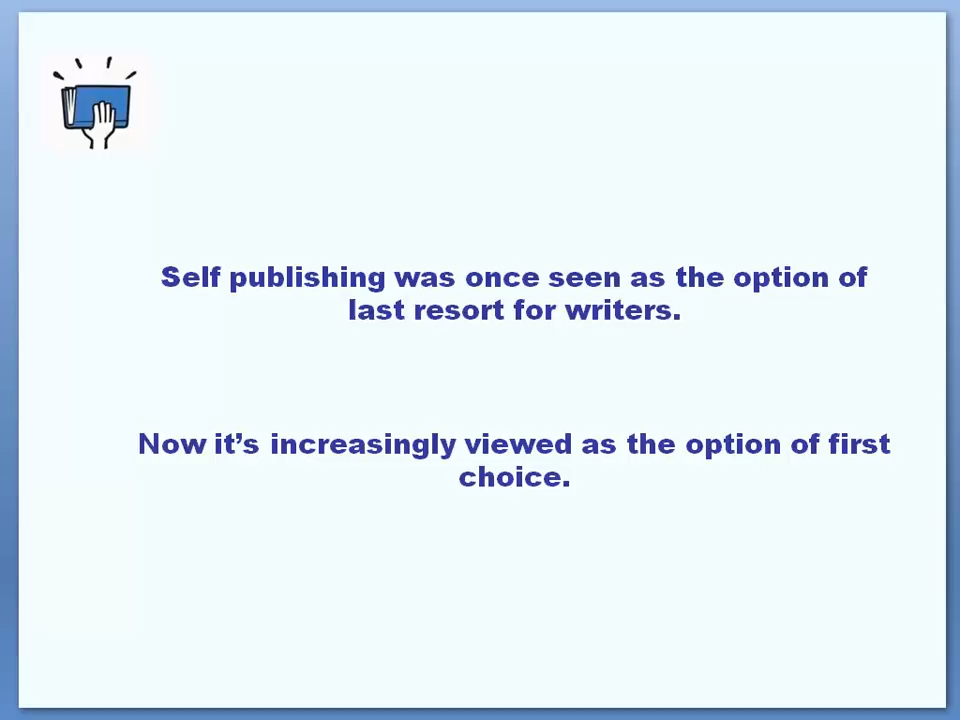 Self publishing was once seen as the option of
last resort for writers.
Now it’s increasingly viewed as the option of first
choice.